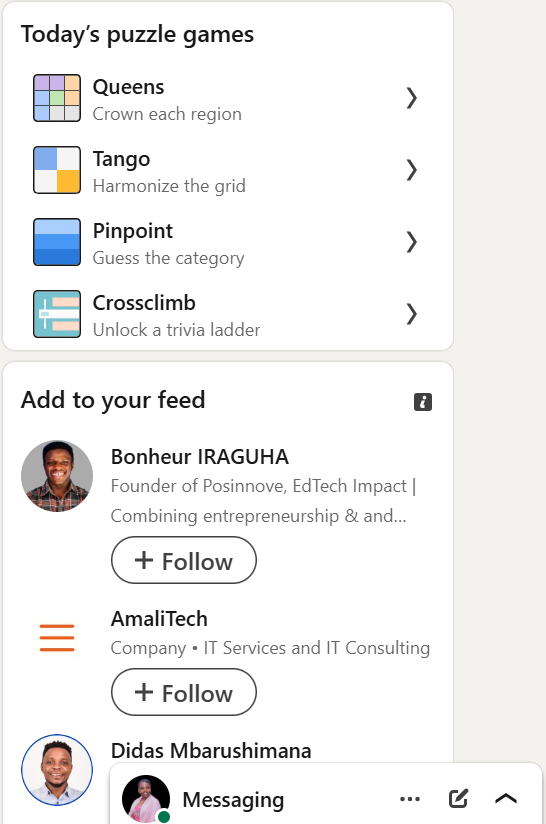 Today’s puzzle games
Queens
Crown each region
Tango
Harmonize the grid
Pinpoint
Guess the category
Crossclimb
Unlock a trivia ladder
Add to your feed
Bonheur IRAGUHA
Founder of Posinnove, EdTech Impact |
Combining entrepreneurship & and...
+ Follow
AmaliTech
Company • IT Services and IT Consulting
+ Follow
Didas Mbarushimana
Messaging